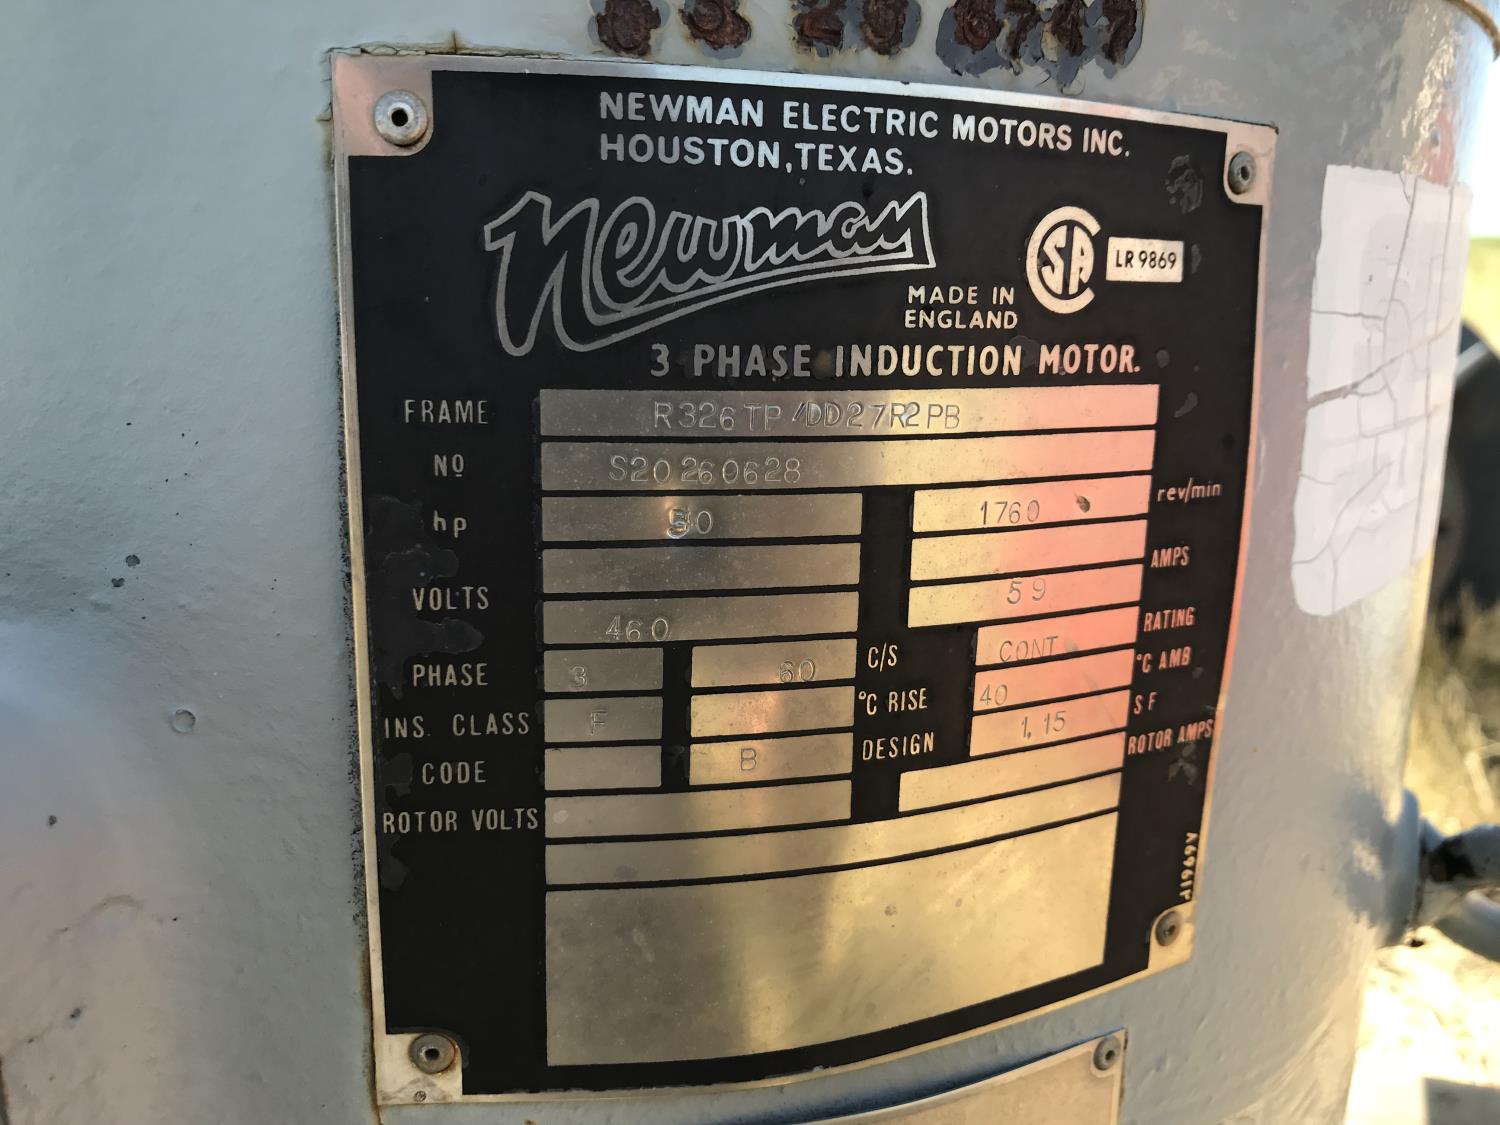 NEWMAN ELECTRIC MOTORS INC.
HOUSTON, TEXAS.
Newman
CSA LR 9869
MADE IN
ENGLAND
3 PHASE INDUCTION MOTOR.
FRAME R326TP/DD27R2PB
Nº S20260628
hp 50 1760 rev/min
AMPS
VOLTS 460 59
PHASE 3 60 C/S CONT RATING
INS. CLASS F °C RISE 40 °C AMB
CODE B DESIGN 1.15 SF
ROTOR VOLTS ROTOR AMPS
A6961P